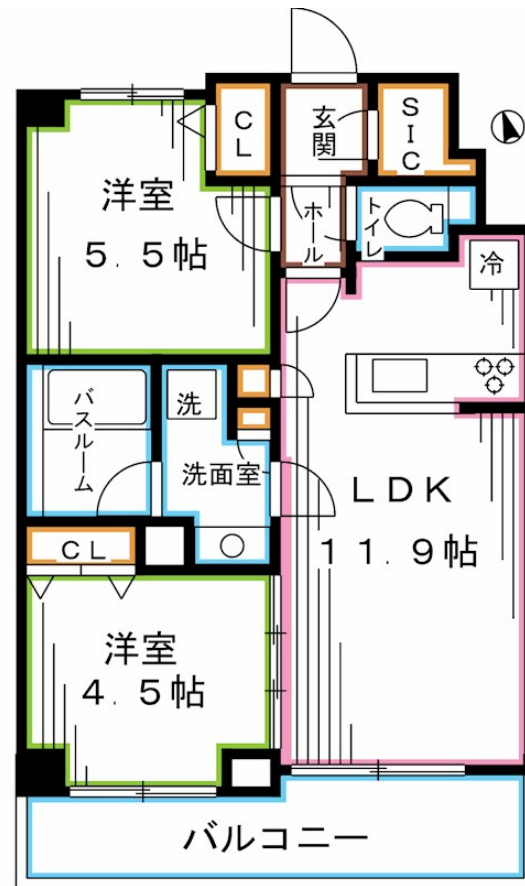 CL
玄関
SIC
洋室
5.5帖
ホール
トイレ
冷
バスルーム
洗
洗面室
LDK
11.9帖
CL
洋室
4.5帖
バルコニー